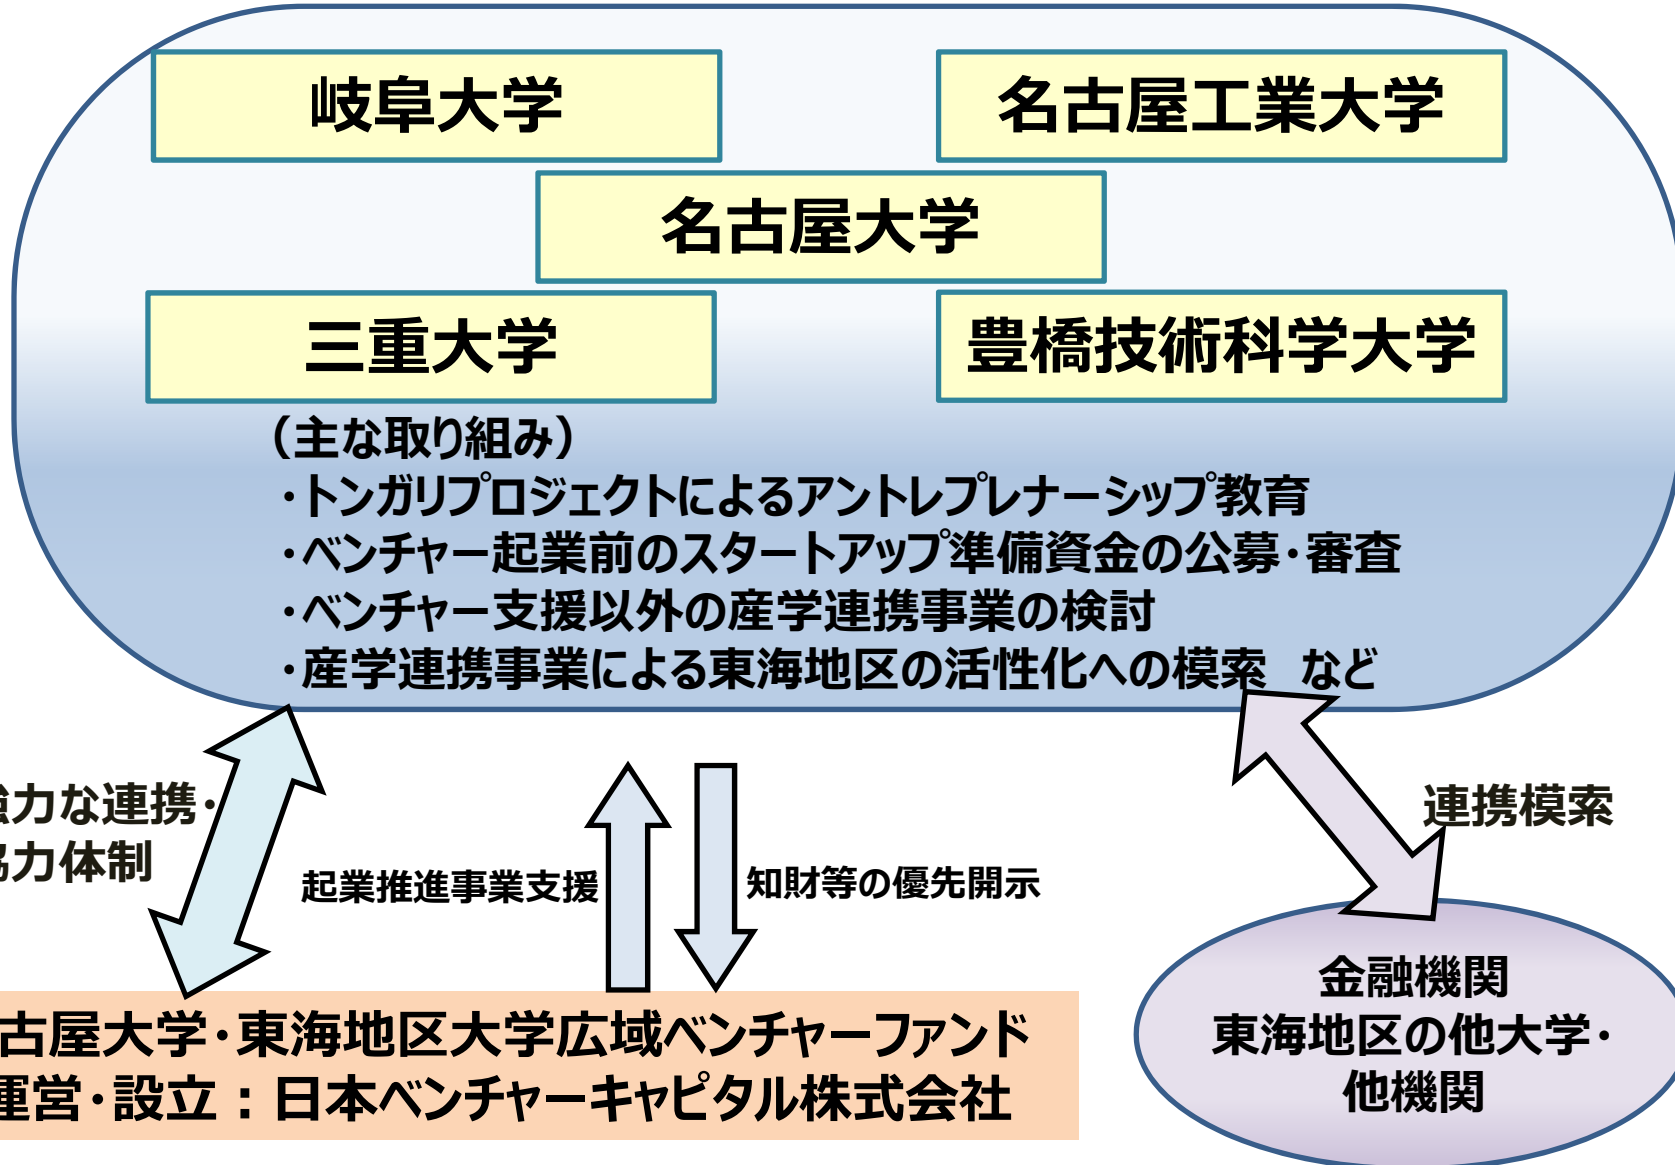 岐阜大学
名古屋工業大学
名古屋大学
三重大学
豊橋技術科学大学
（主な取り組み）
・トンガリプロジェクトによるアントレプレナーシップ教育
・ベンチャー起業前のスタートアップ準備資金の公募・審査
・ベンチャー支援以外の産学連携事業の検討
・産学連携事業による東海地区の活性化への模索　など
強力な連携・
協力体制
起業推進事業支援
知財等の優先開示
連携模索
古屋大学・東海地区大学広域ベンチャーファンド
運営・設立：日本ベンチャーキャピタル株式会社
金融機関
東海地区の他大学・
他機関